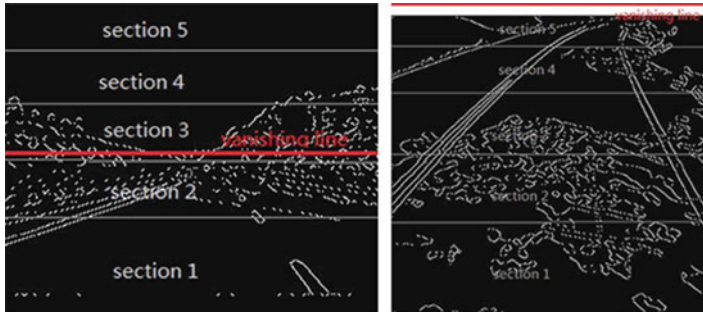 section 5
section 4
section 3
vanishing line
section 2
section 1
vanishing line
section 5
section 4
section
section
section 1